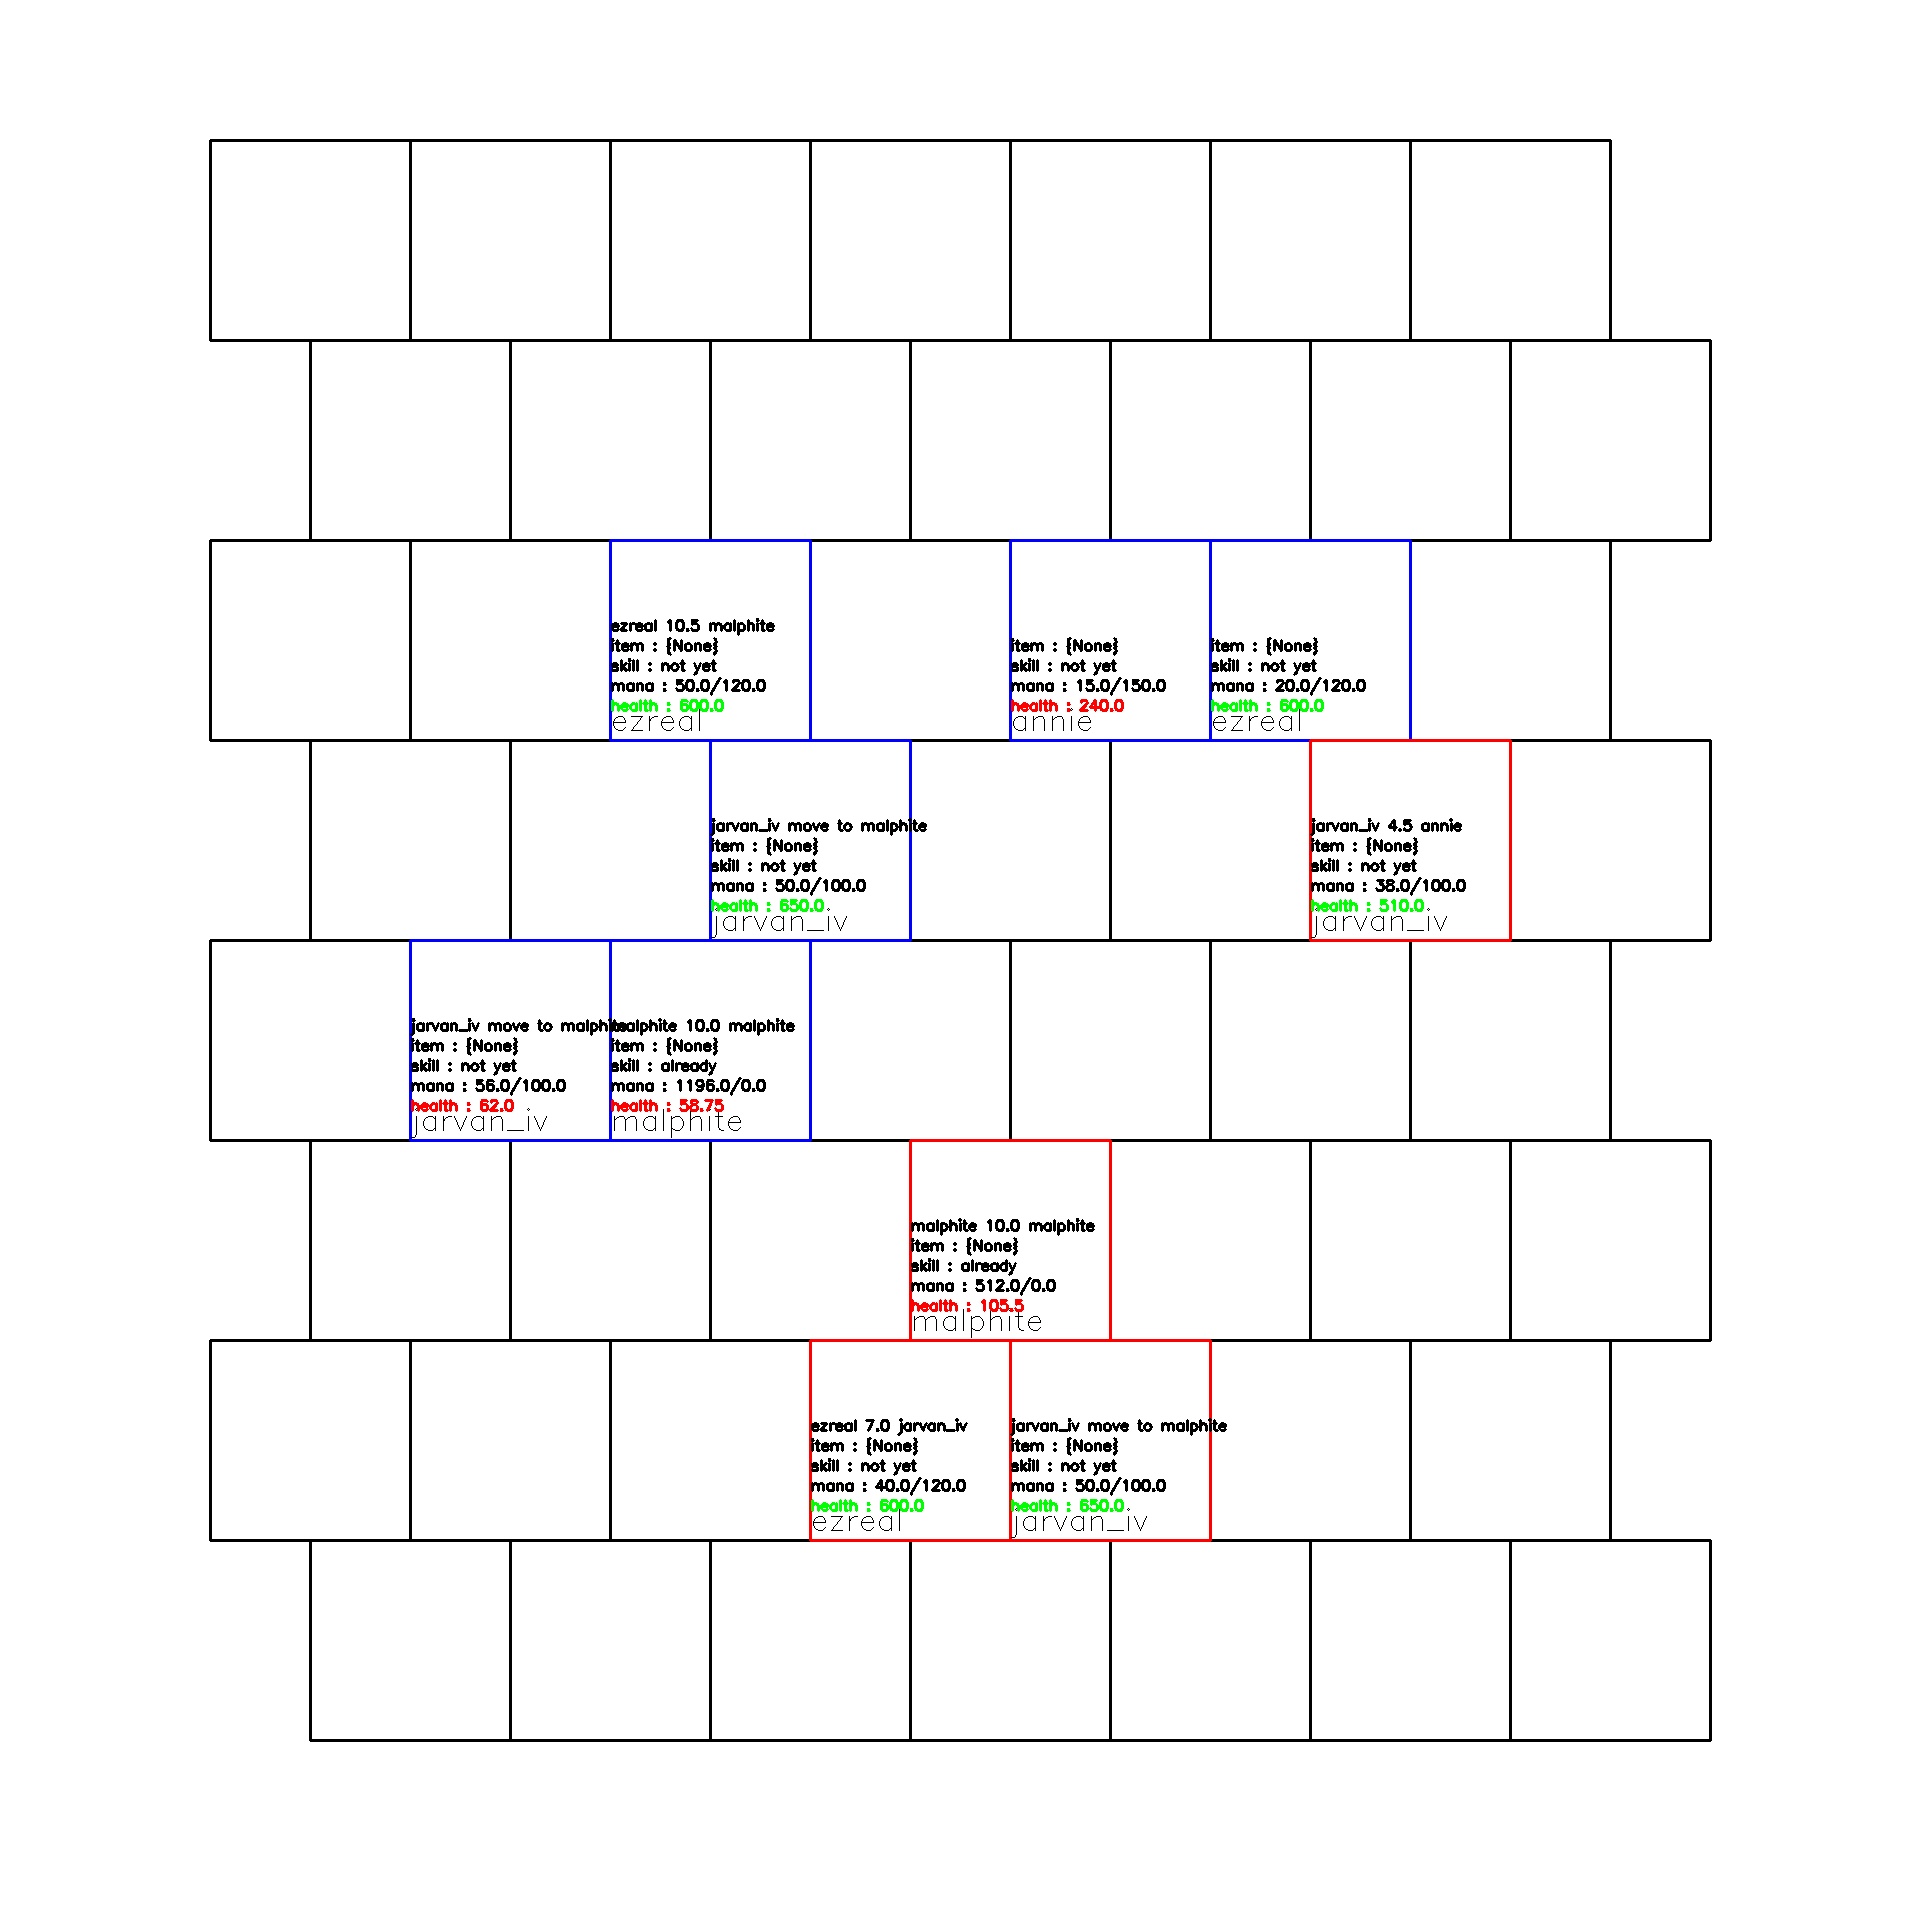 ezreal 10.5 malphite
item : {None}
skill : not yet
mana : 50.0/120.0
health : 600.0
ezreal
item : {None}
skill : not yet
mana : 15.0/150.0
health : 240.0
annie
item : {None}
skill : not yet
mana : 20.0/120.0
health : 600.0
ezreal
jarvan_iv move to malphite
item : {None}
skill : not yet
mana : 50.0/100.0
health : 650.0
jarvan_iv
jarvan_iv 4.5 annie
item : {None}
skill : not yet
mana : 38.0/100.0
health : 510.0
jarvan_iv
jarvan_iv move to malphite
item : {None}
skill : not yet
mana : 56.0/100.0
health : 62.0
jarvan_iv
malphite 10.0 malphite
item : {None}
skill : already
mana : 1196.0/0.0
health : 58.75
malphite
malphite 10.0 malphite
item : {None}
skill : already
mana : 512.0/0.0
health : 105.5
malphite
ezreal 7.0 jarvan_iv
item : {None}
skill : not yet
mana : 40.0/120.0
health : 600.0
ezreal
jarvan_iv move to malphite
item : {None}
skill : not yet
mana : 50.0/100.0
health : 650.0
jarvan_iv